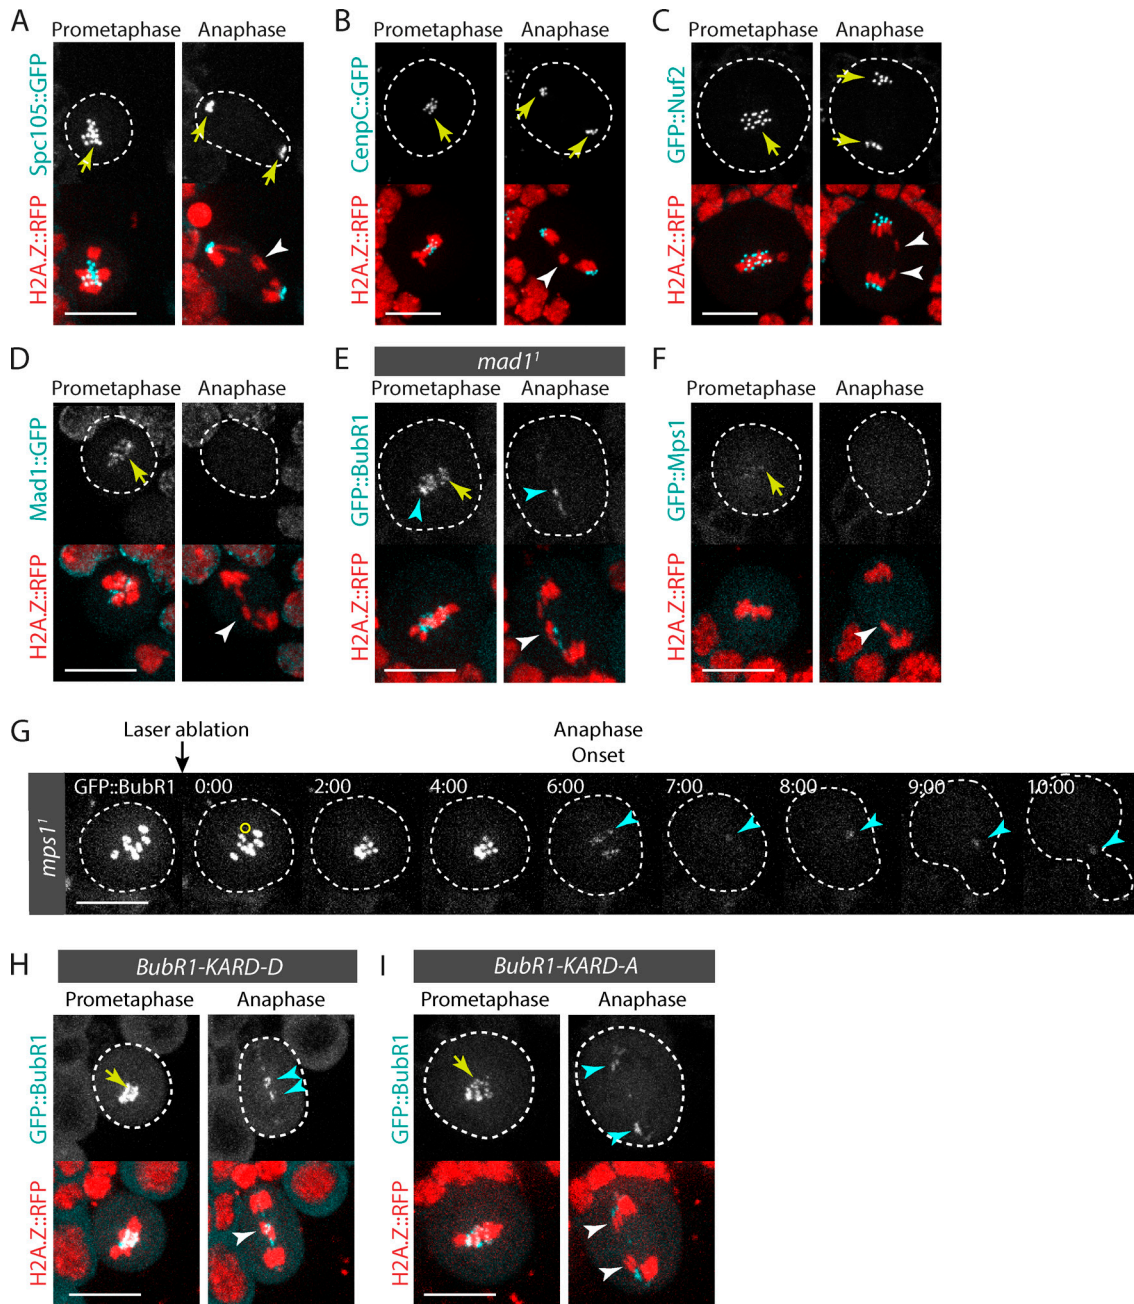 A
Prometaphase Anaphase
Spc105::GFP
H2A.Z::RFP
B
Prometaphase Anaphase
CenpC::GFP
H2A.Z::RFP
C
Prometaphase Anaphase
GFP::Nuf2
H2A.Z::RFP
D
Prometaphase Anaphase
Mad1::GFP
H2A.Z::RFP
E
mad1¹
Prometaphase Anaphase
GFP::BubR1
H2A.Z::RFP
F
Prometaphase Anaphase
GFP::Mps1
H2A.Z::RFP
G
Laser ablation
Anaphase
Onset
mps1¹
GFP::BubR1 0:00 2:00 4:00 6:00 7:00 8:00 9:00 10:00
H
BubR1-KARD-D
Prometaphase Anaphase
GFP::BubR1
H2A.Z::RFP
I
BubR1-KARD-A
Prometaphase Anaphase
GFP::BubR1
H2A.Z::RFP